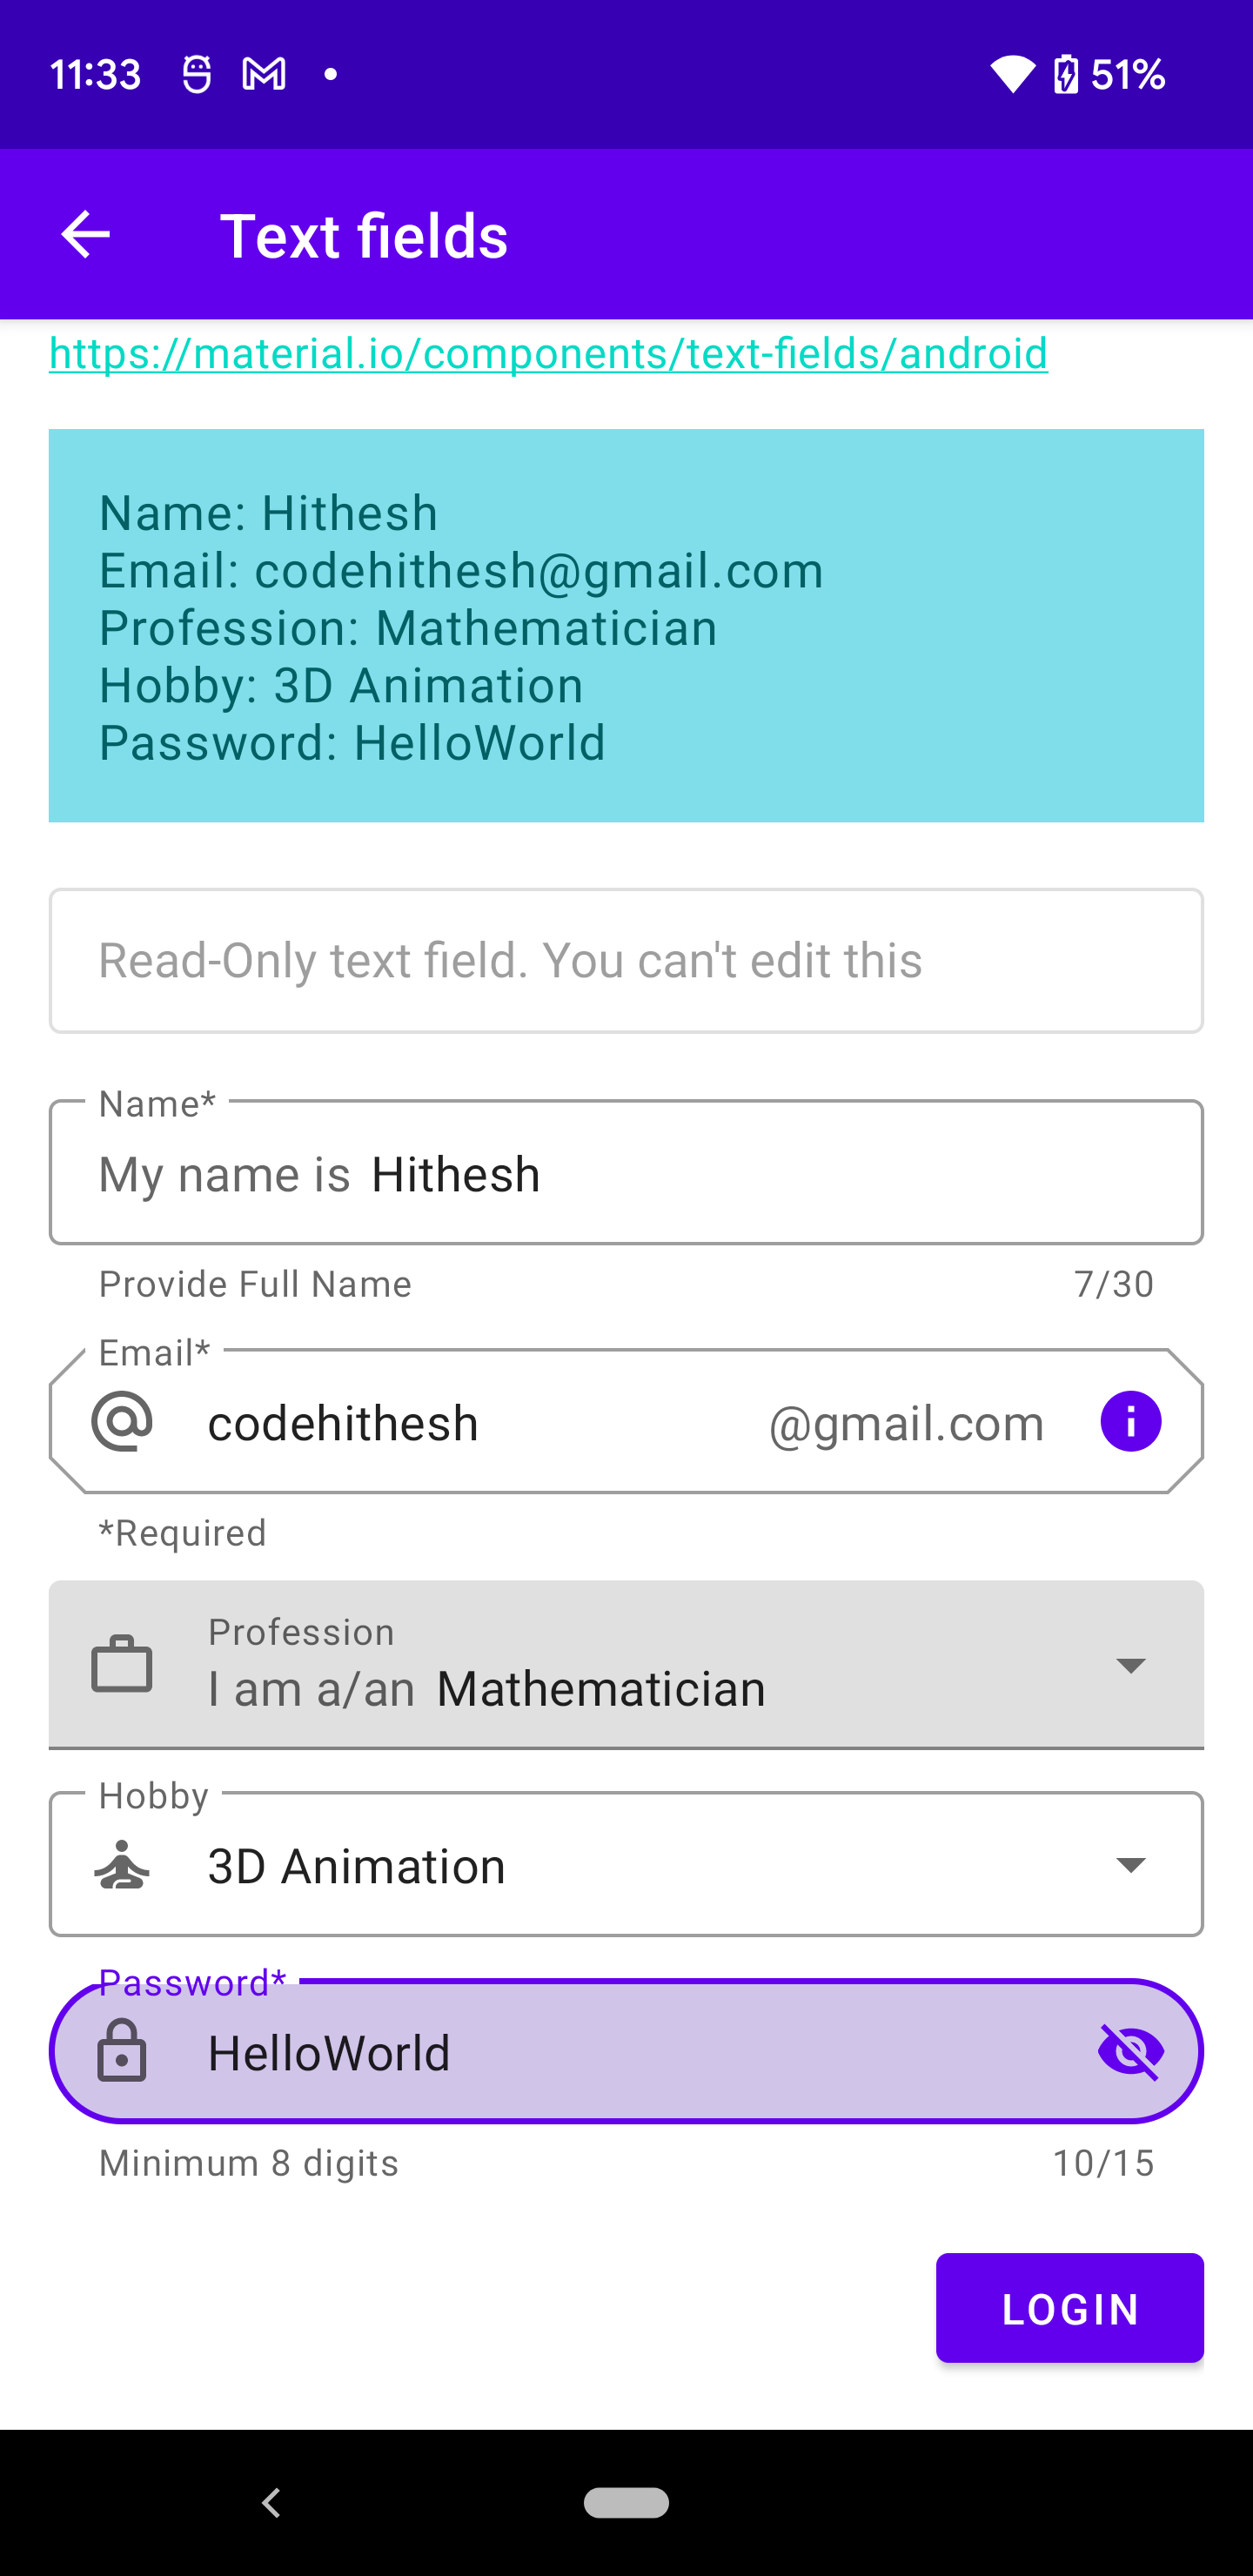 11:33 51%
Text fields
https://material.io/components/text-fields/android
Name: Hithesh
Email: codehithesh@gmail.com
Profession: Mathematician
Hobby: 3D Animation
Password: HelloWorld
Read-Only text field. You can't edit this
Name*
My name is Hithesh
Provide Full Name 7/30
Email*
codehithesh @gmail.com
*Required
Profession
I am a/an Mathematician
Hobby
3D Animation
Password*
HelloWorld
Minimum 8 digits 10/15
LOGIN